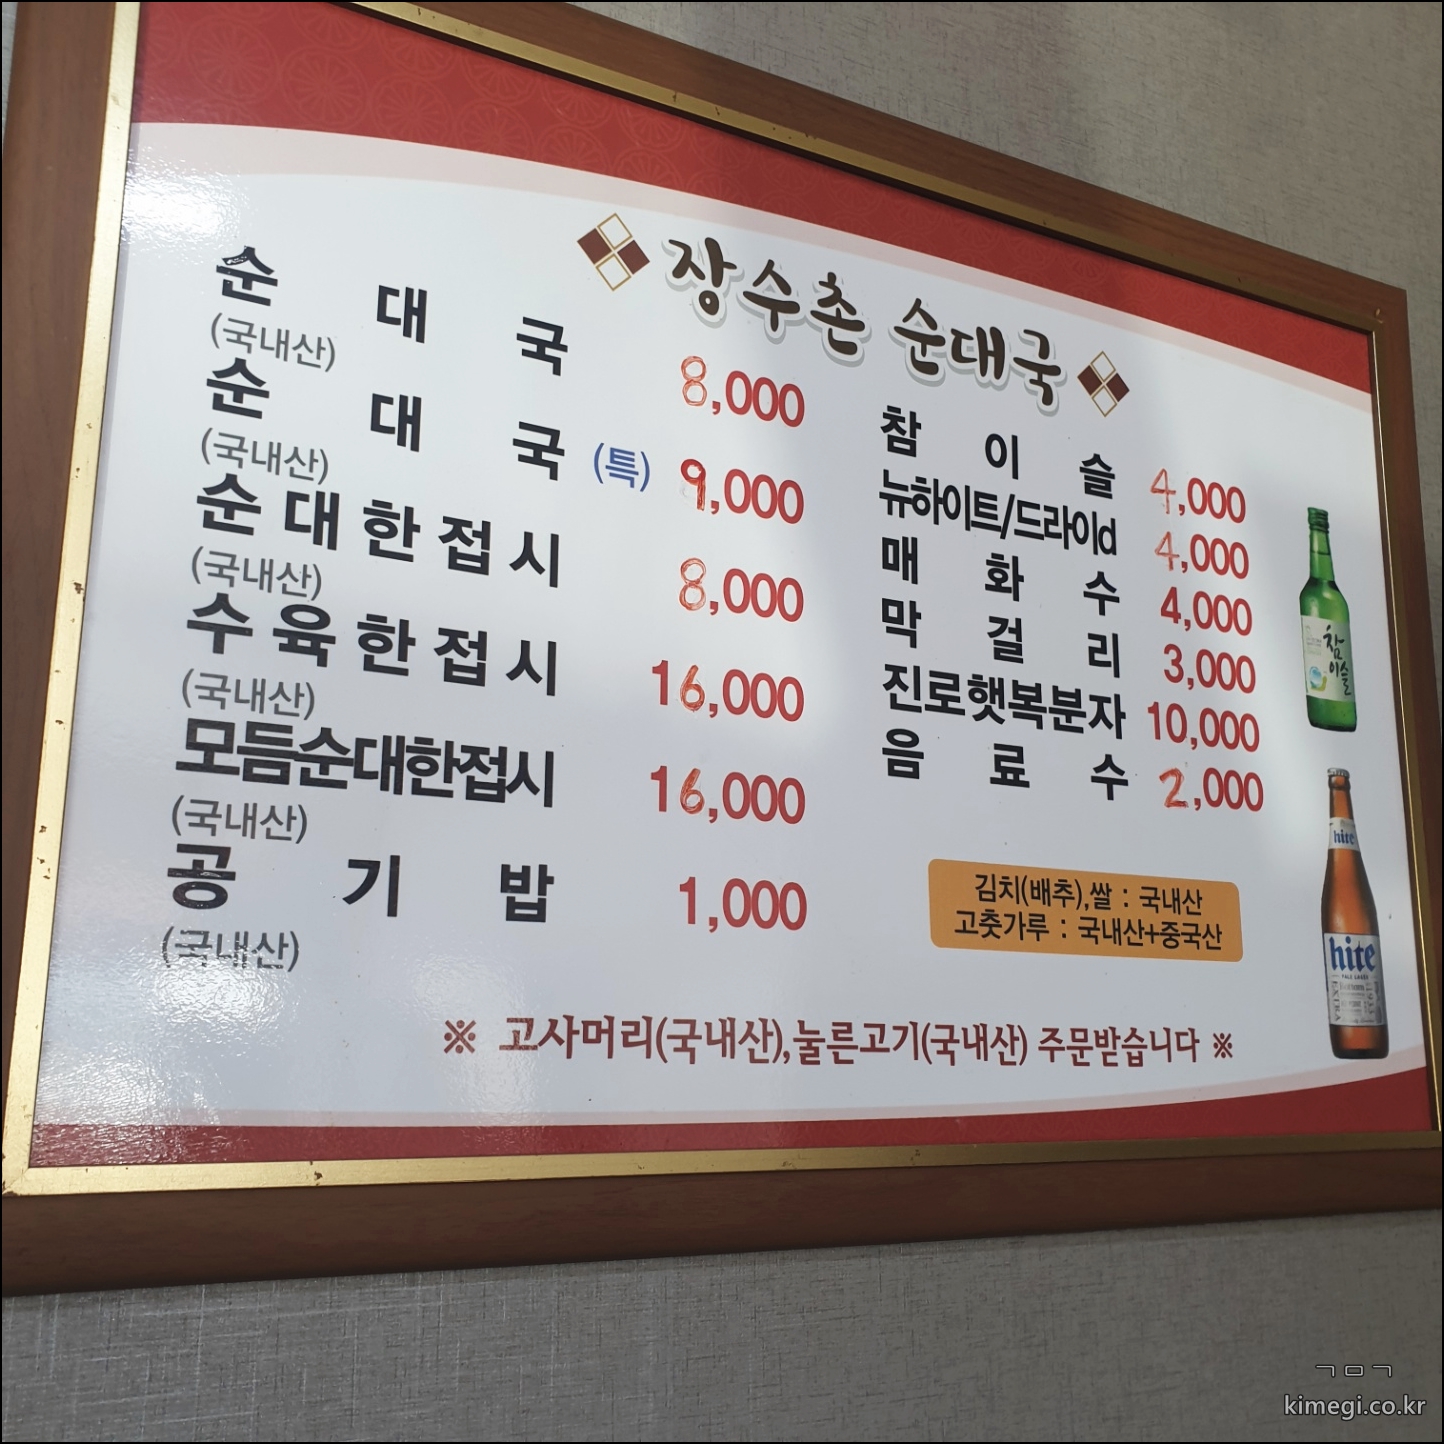 장수촌 순대국
순대국 8,000
(국내산)
순대국 (특) 9,000
(국내산)
순대한접시 8,000
(국내산)
수육한접시 16,000
(국내산)
모듬순대한접시 16,000
(국내산)
공기밥 1,000
(국내산)
참이슬 4,000
뉴하이트/드라이d 4,000
매화수 4,000
막걸리 3,000
진로햇복분자 10,000
음료수 2,000
김치(배추),쌀 : 국내산
고춧가루 : 국내산+중국산
※ 고사머리(국내산),눌른고기(국내산) 주문받습니다 ※
참
이슬
hite
hite
PALE LAGER
EXTRA
ㄱㅁㄱ
kimegi.co.kr